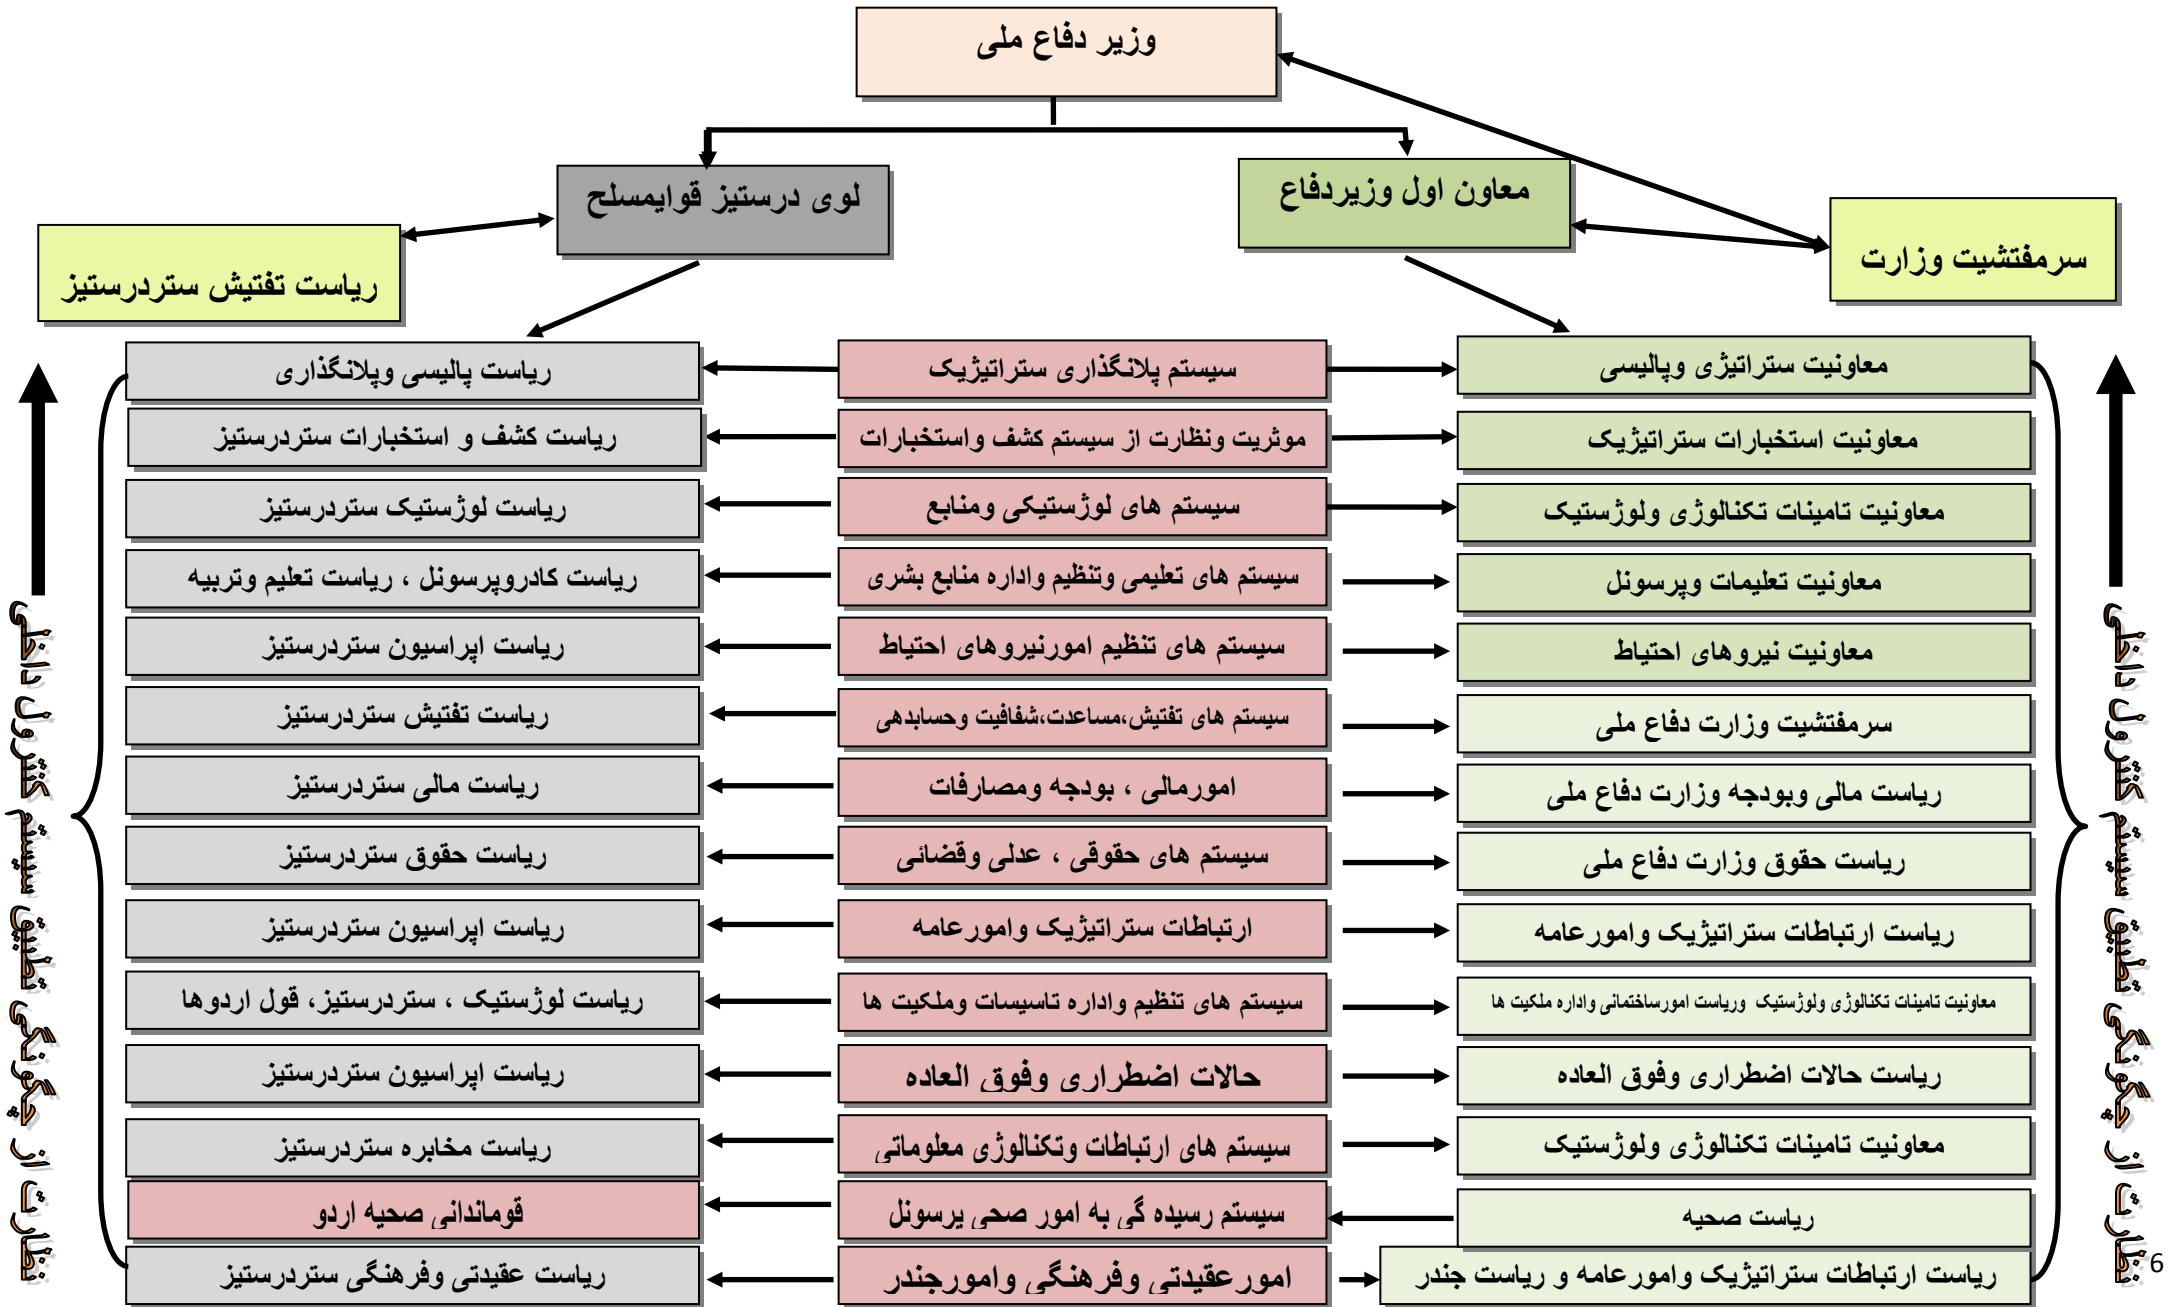 وزیر دفاع ملی
معاون اول وزیردفاع
لوی درستیز قوایمسلح
سرمفتشیت وزارت
ریاست تفتیش ستردرستیز
معاونیت ستراتیژی وپالیسی
سیستم پلانگذاری ستراتیژیک
ریاست پالیسی وپلانگذاری
معاونیت استخبارات ستراتیژیک
موثریت ونظارت از سیستم کشف واستخبارات
ریاست کشف و استخبارات ستردرستیز
معاونیت تامینات تکنالوژی ولوژستیک
سیستم های لوژستیکی ومنابع
ریاست لوژستیک ستردرستیز
معاونیت تعلیمات وپرسونل
سیستم های تعلیمی وتنظیم واداره منابع بشری
ریاست کادروپرسونل ، ریاست تعلیم وتربیه
معاونیت نیروهای احتیاط
سیستم های تنظیم امورنیروهای احتیاط
ریاست اپراسیون ستردرستیز
سرمفتشیت وزارت دفاع ملی
سیستم های تفتیش،مساعدت،شفافیت وحسابدهی
ریاست تفتیش ستردرستیز
ریاست مالی وبودجه وزارت دفاع ملی
امورمالی ، بودجه ومصارفات
ریاست مالی ستردرستیز
ریاست حقوق وزارت دفاع ملی
سیستم های حقوقی ، عدلی وقضائی
ریاست حقوق ستردرستیز
ریاست ارتباطات ستراتیژیک وامورعامه
ارتباطات ستراتیژیک وامورعامه
ریاست اپراسیون ستردرستیز
معاونیت تامینات تکنالوژی ولوژستیک وریاست امورساختمانی واداره ملکیت ها
سیستم های تنظیم واداره تاسیسات وملکیت ها
ریاست لوژستیک ، ستردرستیز، قول اردوها
ریاست حالات اضطراری وفوق العاده
حالات اضطراری وفوق العاده
ریاست اپراسیون ستردرستیز
معاونیت تامینات تکنالوژی ولوژستیک
سیستم های ارتباطات وتکنالوژی معلوماتی
ریاست مخابره ستردرستیز
ریاست صحیه
سیستم رسیده گی به امور صحی پرسونل
قوماندانی صحیه اردو
ریاست ارتباطات ستراتیژیک وامورعامه و ریاست جندر
امورعقیدتی وفرهنگی وامورجندر
ریاست عقیدتی وفرهنگی ستردرستیز
نظارت از چگونگی تطبیق سیستم کنترول داخلی
نظارت از چگونگی تطبیق سیستم کنترول داخلی
6